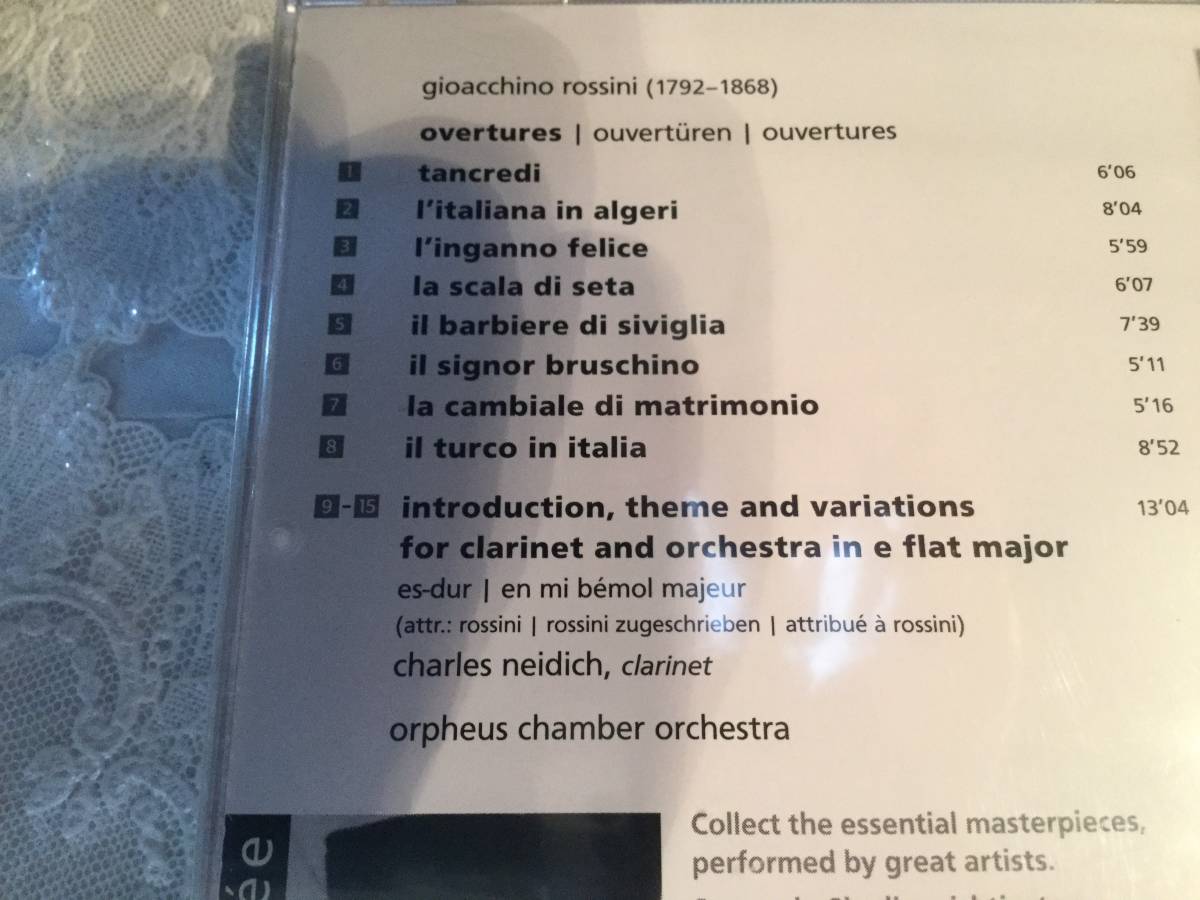 gioacchino rossini (1792–1868)
overtures | ouvertüren | ouvertures
1 tancredi 6'06
2 l'italiana in algeri 8'04
3 l'inganno felice 5'59
4 la scala di seta 6'07
5 il barbiere di siviglia 7'39
6 il signor bruschino 5'11
7 la cambiale di matrimonio 5'16
8 il turco in italia 8'52
9-15 introduction, theme and variations 13'04
for clarinet and orchestra in e flat major
es-dur | en mi bémol majeur
(attr.: rossini | rossini zugeschrieben | attribué à rossini)
charles neidich, clarinet
orpheus chamber orchestra
Collect the essential masterpieces,
performed by great artists.